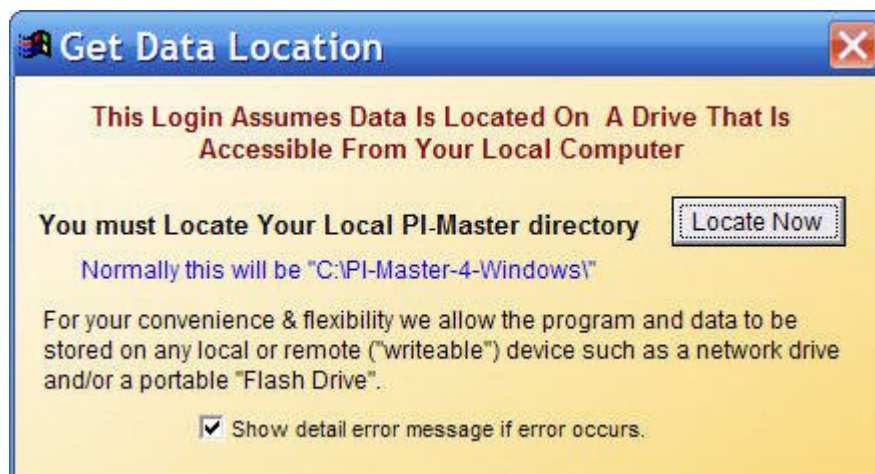 Get Data Location
This Login Assumes Data Is Located On A Drive That Is
Accessible From Your Local Computer
You must Locate Your Local PI-Master directory
Locate Now
Normally this will be "C:\PI-Master-4-Windows\"
For your convenience & flexibility we allow the program and data to be
stored on any local or remote ("writeable") device such as a network drive
and/or a portable "Flash Drive".
Show detail error message if error occurs.